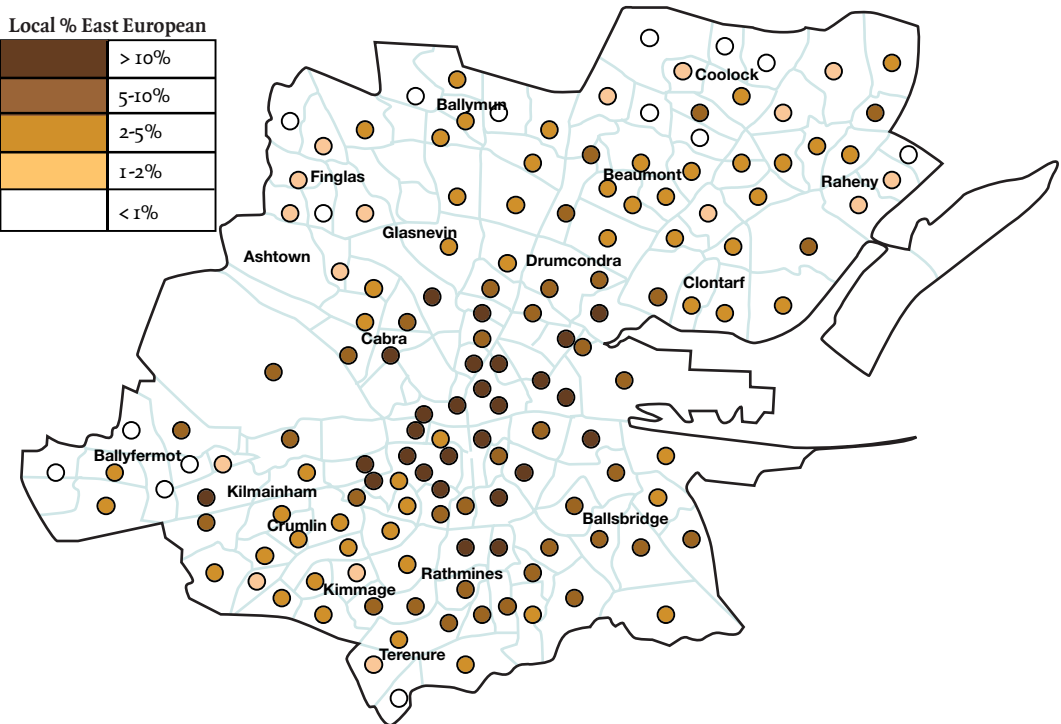 Local % East European
> 10%
5-10%
2-5%
1-2%
< 1%
Coolock
Ballymun
Finglas
Beaumont
Raheny
Glasnevin
Ashtown
Drumcondra
Clontarf
Cabra
Ballyfermot
Kilmainham
Crumlin
Ballsbridge
Rathmines
Kimmage
Terenure